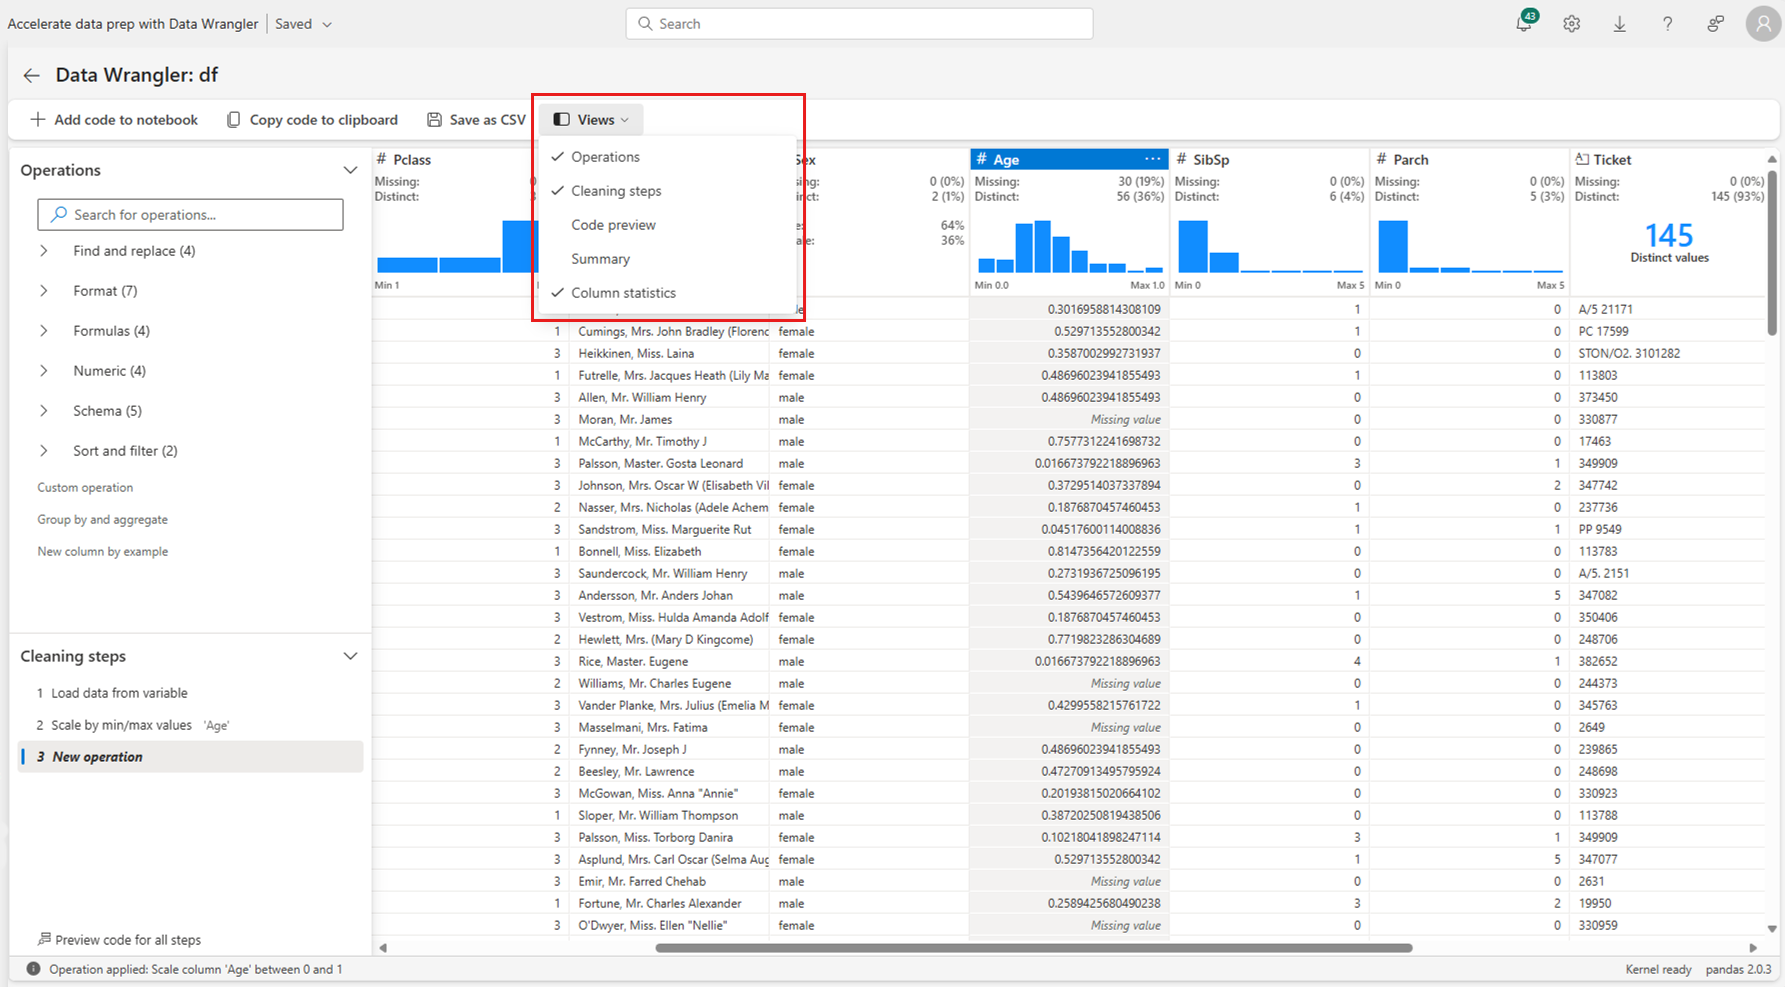 Accelerate data prep with Data Wrangler Saved
Search
43
Data Wrangler: df
Add code to notebook Copy code to clipboard Save as CSV Views
Operations
Cleaning steps
Code preview
Summary
Column statistics
Operations
Search for operations...
Find and replace (4)
Format (7)
Formulas (4)
Numeric (4)
Schema (5)
Sort and filter (2)
Custom operation
Group by and aggregate
New column by example
Cleaning steps
1 Load data from variable
2 Scale by min/max values 'Age'
3 New operation
Preview code for all steps
# Pclass # Age ... # SibSp # Parch Ticket
Missing: 0 (0%) Missing: 30 (19%) Missing: 0 (0%) Missing: 0 (0%) Missing: 0 (0%)
Distinct: 2 (1%) Distinct: 56 (36%) Distinct: 6 (4%) Distinct: 5 (3%) Distinct: 145 (93%)
64%
36%
145
Distinct values
Min 1 Min 0.0 Max 1.0 Min 0 Max 5 Min 0 Max 5
0.3016958814308109 1 0 A/5 21171
1 Cumings, Mrs. John Bradley (Florenc female 0.529713552800342 1 0 PC 17599
3 Heikkinen, Miss. Laina female 0.3587002992731937 0 0 STON/O2. 3101282
1 Futrelle, Mrs. Jacques Heath (Lily Ma female 0.48696023941855493 1 0 113803
3 Allen, Mr. William Henry male 0.48696023941855493 0 0 373450
3 Moran, Mr. James male Missing value 0 0 330877
1 McCarthy, Mr. Timothy J male 0.7577312241698732 0 0 17463
3 Palsson, Master. Gosta Leonard male 0.016673792218896963 3 1 349909
3 Johnson, Mrs. Oscar W (Elisabeth Vil female 0.3729514037337894 0 2 347742
2 Nasser, Mrs. Nicholas (Adele Achem female 0.1876870457460453 1 0 237736
3 Sandstrom, Miss. Marguerite Rut female 0.04517600114008836 1 1 PP 9549
1 Bonnell, Miss. Elizabeth female 0.8147356420122559 0 0 113783
3 Saundercock, Mr. William Henry male 0.2731936725096195 0 0 A/5. 2151
3 Andersson, Mr. Anders Johan male 0.5439646572609377 1 5 347082
3 Vestrom, Miss. Hulda Amanda Adolf female 0.1876870457460453 0 0 350406
2 Hewlett, Mrs. (Mary D Kingcome) female 0.7719823286304689 0 0 248706
3 Rice, Master. Eugene male 0.016673792218896963 4 1 382652
2 Williams, Mr. Charles Eugene male Missing value 0 0 244373
3 Vander Planke, Mrs. Julius (Emelia M female 0.4299558215761722 1 0 345763
3 Masselmani, Mrs. Fatima female Missing value 0 0 2649
2 Fynney, Mr. Joseph J male 0.48696023941855493 0 0 239865
2 Beesley, Mr. Lawrence male 0.47270913495795924 0 0 248698
3 McGowan, Miss. Anna "Annie" female 0.20193815020664102 0 0 330923
1 Sloper, Mr. William Thompson male 0.38720250819438506 0 0 113788
3 Palsson, Miss. Torborg Danira female 0.10218041898247114 3 1 349909
3 Asplund, Mrs. Carl Oscar (Selma Aug female 0.529713552800342 1 5 347077
3 Emir, Mr. Farred Chehab male Missing value 0 0 2631
1 Fortune, Mr. Charles Alexander male 0.2589425680490238 3 2 19950
3 O'Dwyer, Miss. Ellen "Nellie" female Missing value 0 0 330959
Operation applied: Scale column 'Age' between 0 and 1 Kernel ready pandas 2.0.3